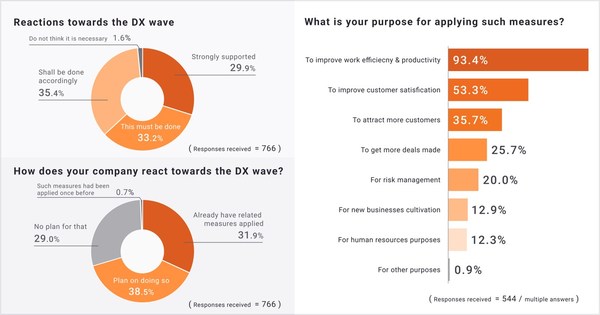 Reactions towards the DX wave
Do not think it is necessary 1.6%
Strongly supported
29.9%
Shall be done
accordingly
35.4%
This must be done
33.2%
( Responses received = 766 )
How does your company react towards the DX wave?
Such measures had been
applied once before
0.7%
Already have related
measures applied
31.9%
No plan for that
29.0%
Plan on doing so
38.5%
( Responses received = 766 )
What is your purpose for applying such measures?
To improve work efficiecny & productivity 93.4%
To improve customer satisfication 53.3%
To attract more customers 35.7%
To get more deals made 25.7%
For risk management 20.0%
For new businesses cultivation 12.9%
For human resources purposes 12.3%
For other purposes 0.9%
( Responses received = 544 / multiple answers )